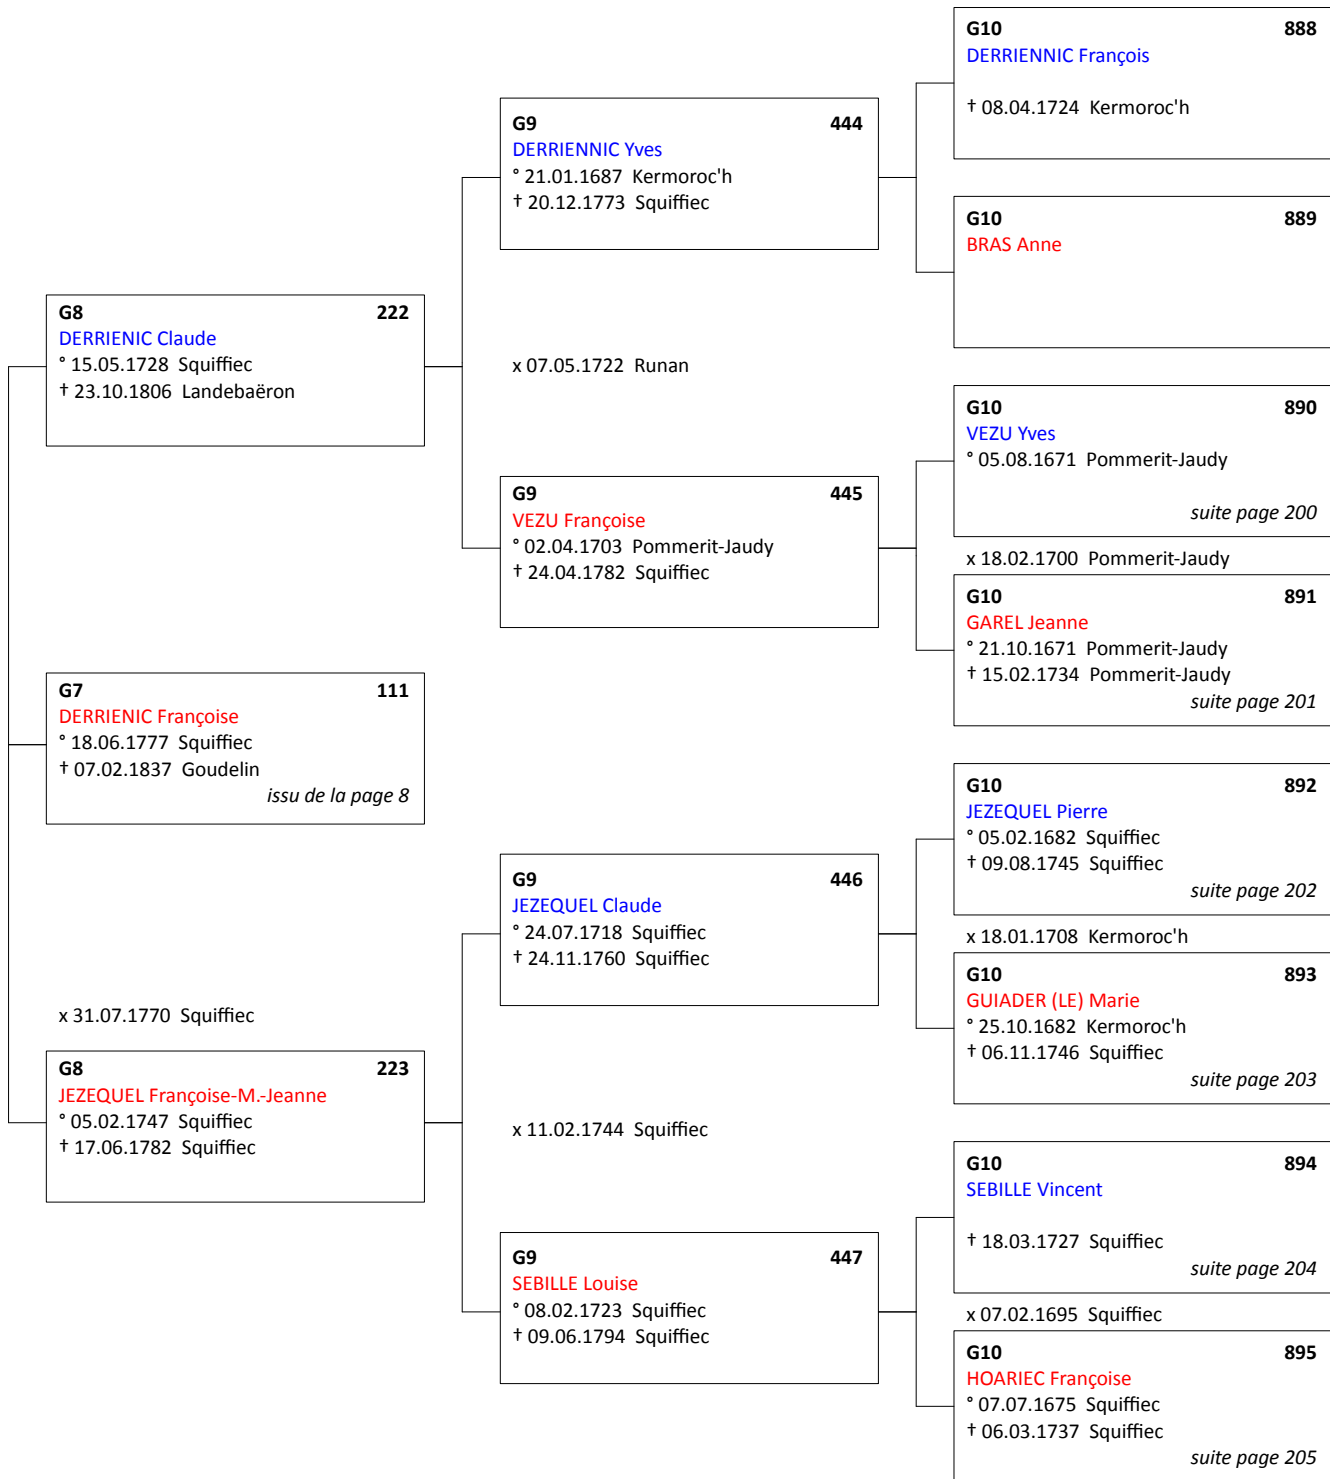 G10 888
DERRIENNIC François
† 08.04.1724 Kermoroc'h
G9 444
DERRIENNIC Yves
° 21.01.1687 Kermoroc'h
† 20.12.1773 Squiffiec
G10 889
BRAS Anne
G8 222
DERRIENIC Claude
° 15.05.1728 Squiffiec
† 23.10.1806 Landebaëron
x 07.05.1722 Runan
G10 890
VEZU Yves
° 05.08.1671 Pommerit-Jaudy
suite page 200
G9 445
VEZU Françoise
° 02.04.1703 Pommerit-Jaudy
† 24.04.1782 Squiffiec
x 18.02.1700 Pommerit-Jaudy
G10 891
GAREL Jeanne
° 21.10.1671 Pommerit-Jaudy
† 15.02.1734 Pommerit-Jaudy
suite page 201
G7 111
DERRIENIC Françoise
° 18.06.1777 Squiffiec
† 07.02.1837 Goudelin
issu de la page 8
G10 892
JEZEQUEL Pierre
° 05.02.1682 Squiffiec
† 09.08.1745 Squiffiec
suite page 202
G9 446
JEZEQUEL Claude
° 24.07.1718 Squiffiec
† 24.11.1760 Squiffiec
x 18.01.1708 Kermoroc'h
G10 893
GUIADER (LE) Marie
° 25.10.1682 Kermoroc'h
† 06.11.1746 Squiffiec
suite page 203
x 31.07.1770 Squiffiec
G8 223
JEZEQUEL Françoise-M.-Jeanne
° 05.02.1747 Squiffiec
† 17.06.1782 Squiffiec
x 11.02.1744 Squiffiec
G10 894
SEBILLE Vincent
† 18.03.1727 Squiffiec
suite page 204
G9 447
SEBILLE Louise
° 08.02.1723 Squiffiec
† 09.06.1794 Squiffiec
x 07.02.1695 Squiffiec
G10 895
HOARIEC Françoise
° 07.07.1675 Squiffiec
† 06.03.1737 Squiffiec
suite page 205